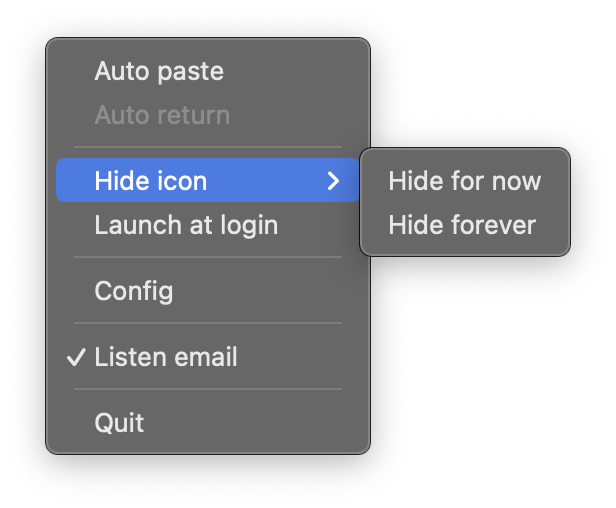 Auto paste
Auto return
Hide icon
Launch at login
Config
Listen email
Quit
Hide for now
Hide forever